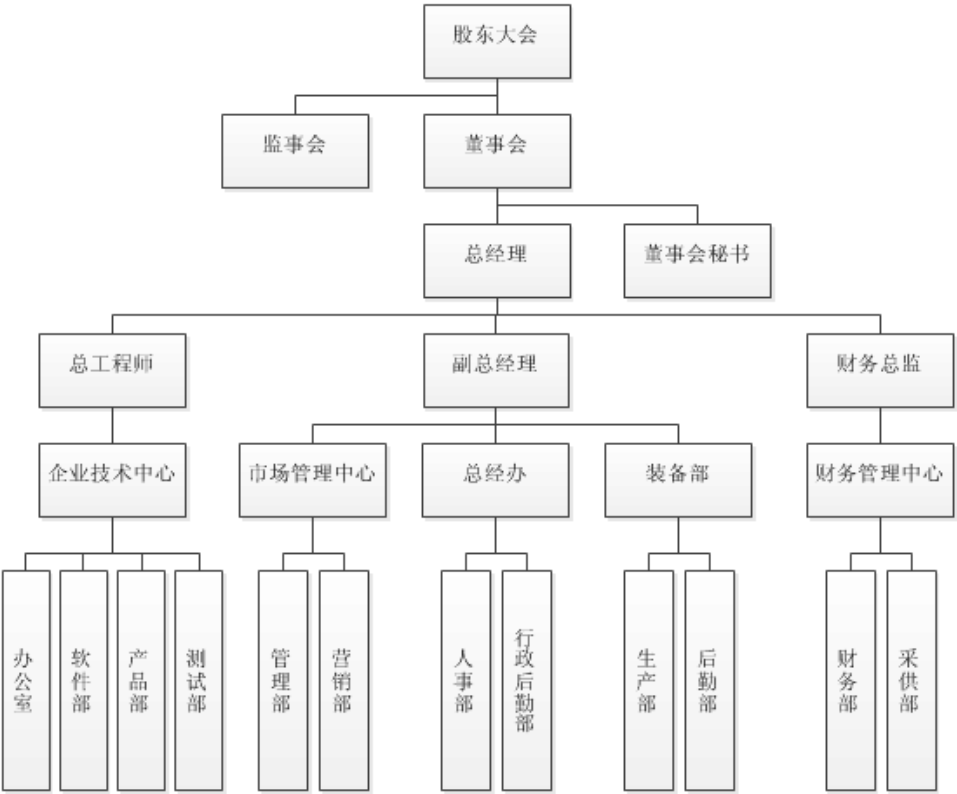 股东大会
监事会
董事会
总经理
董事会秘书
总工程师
副总经理
财务总监
企业技术中心
市场管理中心
总经办
装备部
财务管理中心
办公室
软件部
产品部
测试部
管理部
营销部
人事部
行政后勤部
生产部
后勤部
财务部
采供部